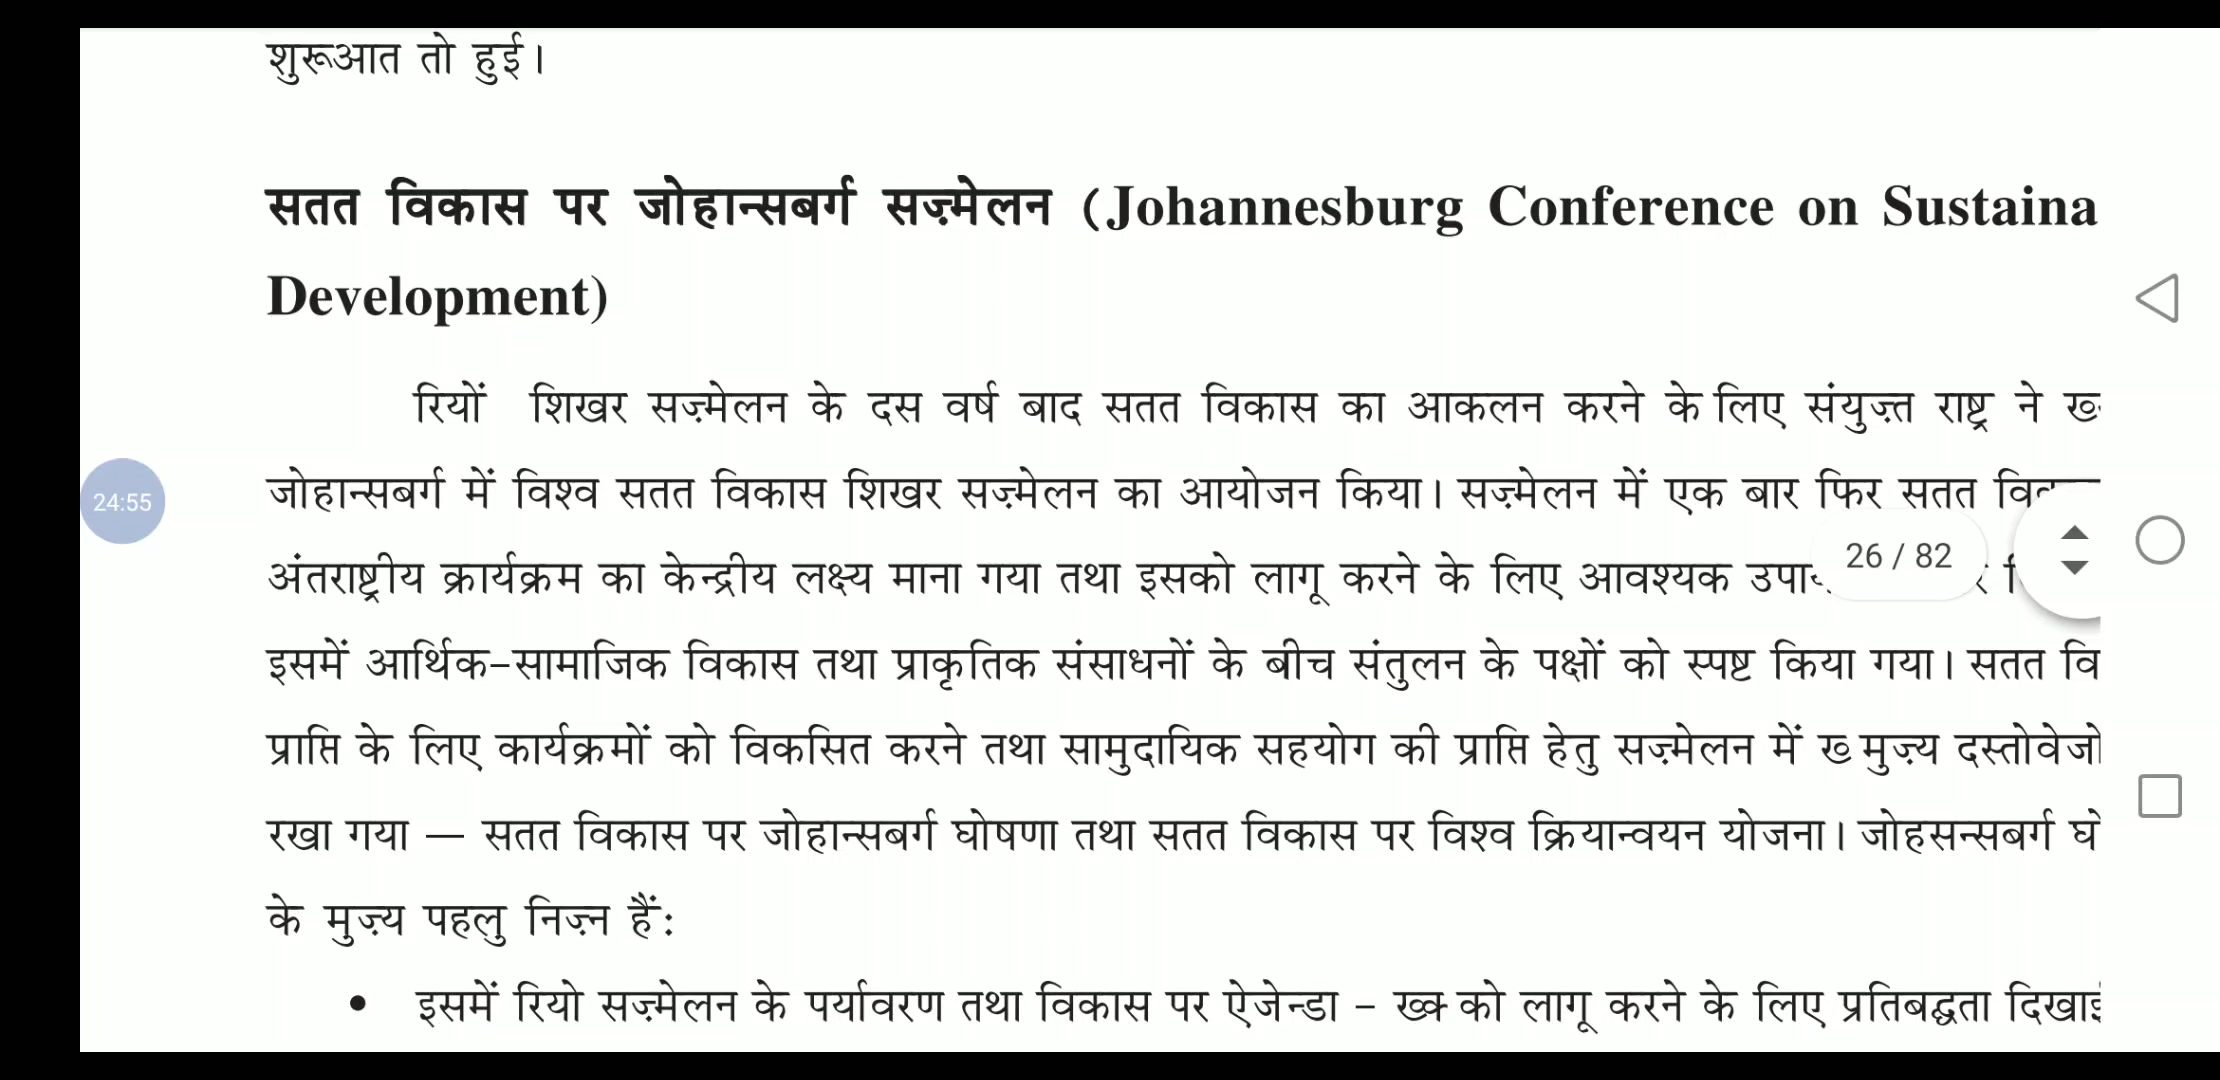 शुरूआत तो हुई।
सतत विकास पर जोहान्सबर्ग सज़्मेलन (Johannesburg Conference on Sustaina
Development)
रियों शिखर सज़्मेलन के दस वर्ष बाद सतत विकास का आकलन करने के लिए संयुज़्त राष्ट्र ने
जोहान्सबर्ग में विश्व सतत विकास शिखर सज़्मेलन का आयोजन किया। सज़्मेलन में एक बार फिर सतत
24:55
अंतराष्ट्रीय क्रार्यक्रम का केन्द्रीय लक्ष्य माना गया तथा इसको लागू करने के लिए आवश्यक
26 / 82
इसमें आर्थिक-सामाजिक विकास तथा प्राकृतिक संसाधनों के बीच संतुलन के पक्षों को स्पष्ट किया गया। सतत वि
प्राप्ति के लिए कार्यक्रमों को विकसित करने तथा सामुदायिक सहयोग की प्राप्ति हेतु सज़्मेलन में ख् मुज़्य दस्तोवेजो
रखा गया — सतत विकास पर जोहान्सबर्ग घोषणा तथा सतत विकास पर विश्व क्रियान्वयन योजना। जोहसन्सबर्ग घो
के मुज़्य पहलु निज़्न हैं:
• इसमें रियो सज़्मेलन के पर्यावरण तथा विकास पर ऐजेन्डा - ख्क को लागू करने के लिए प्रतिबद्धता दिखाई